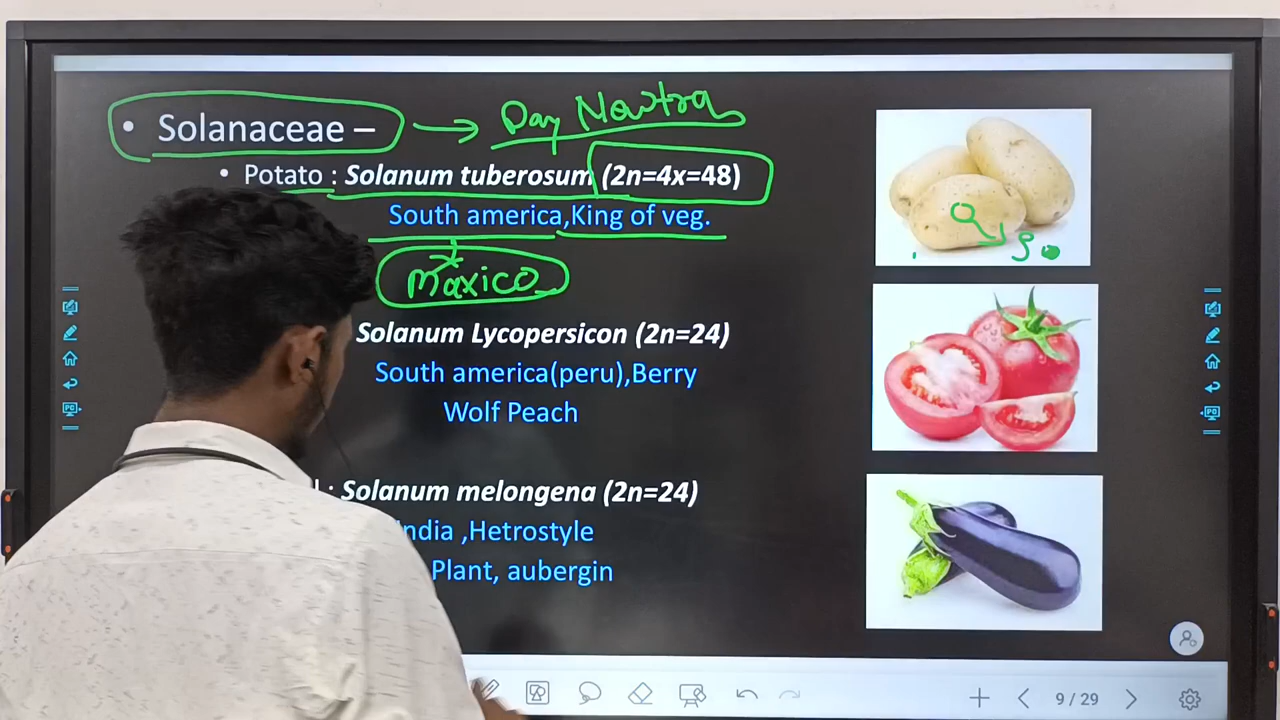 • Solanaceae – → Day Newtra
• Potato : Solanum tuberosum (2n=4x=48)
South america,King of veg.
maxico
Solanum Lycopersicon (2n=24)
South america(peru),Berry
Wolf Peach
: Solanum melongena (2n=24)
India ,Hetrostyle
Plant, aubergin
9 / 29